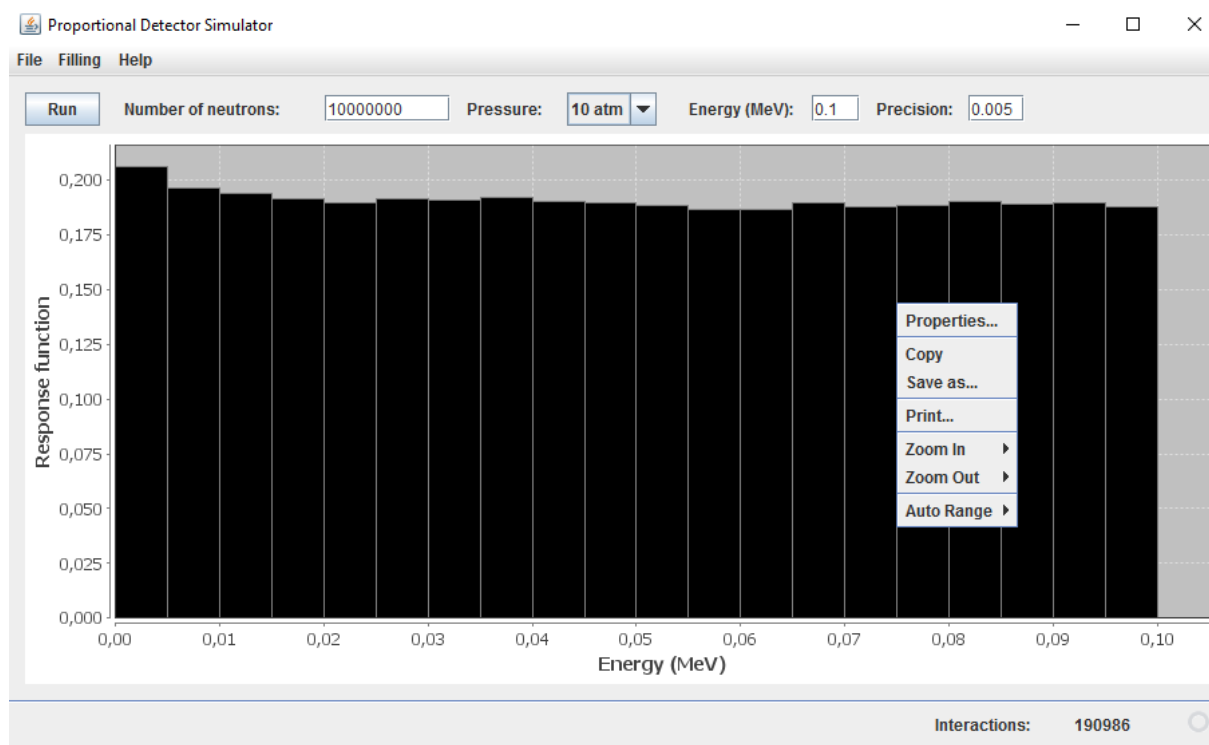 Proportional Detector Simulator
File Filling Help
Run Number of neutrons: 10000000 Pressure: 10 atm Energy (MeV): 0.1 Precision: 0.005
0,200
0,175
0,150
0,125
0,100
0,075
0,050
0,025
0,000
Response function
0,00 0,01 0,02 0,03 0,04 0,05 0,06 0,07 0,08 0,09 0,10
Energy (MeV)
Properties...
Copy
Save as...
Print...
Zoom In
Zoom Out
Auto Range
Interactions: 190986